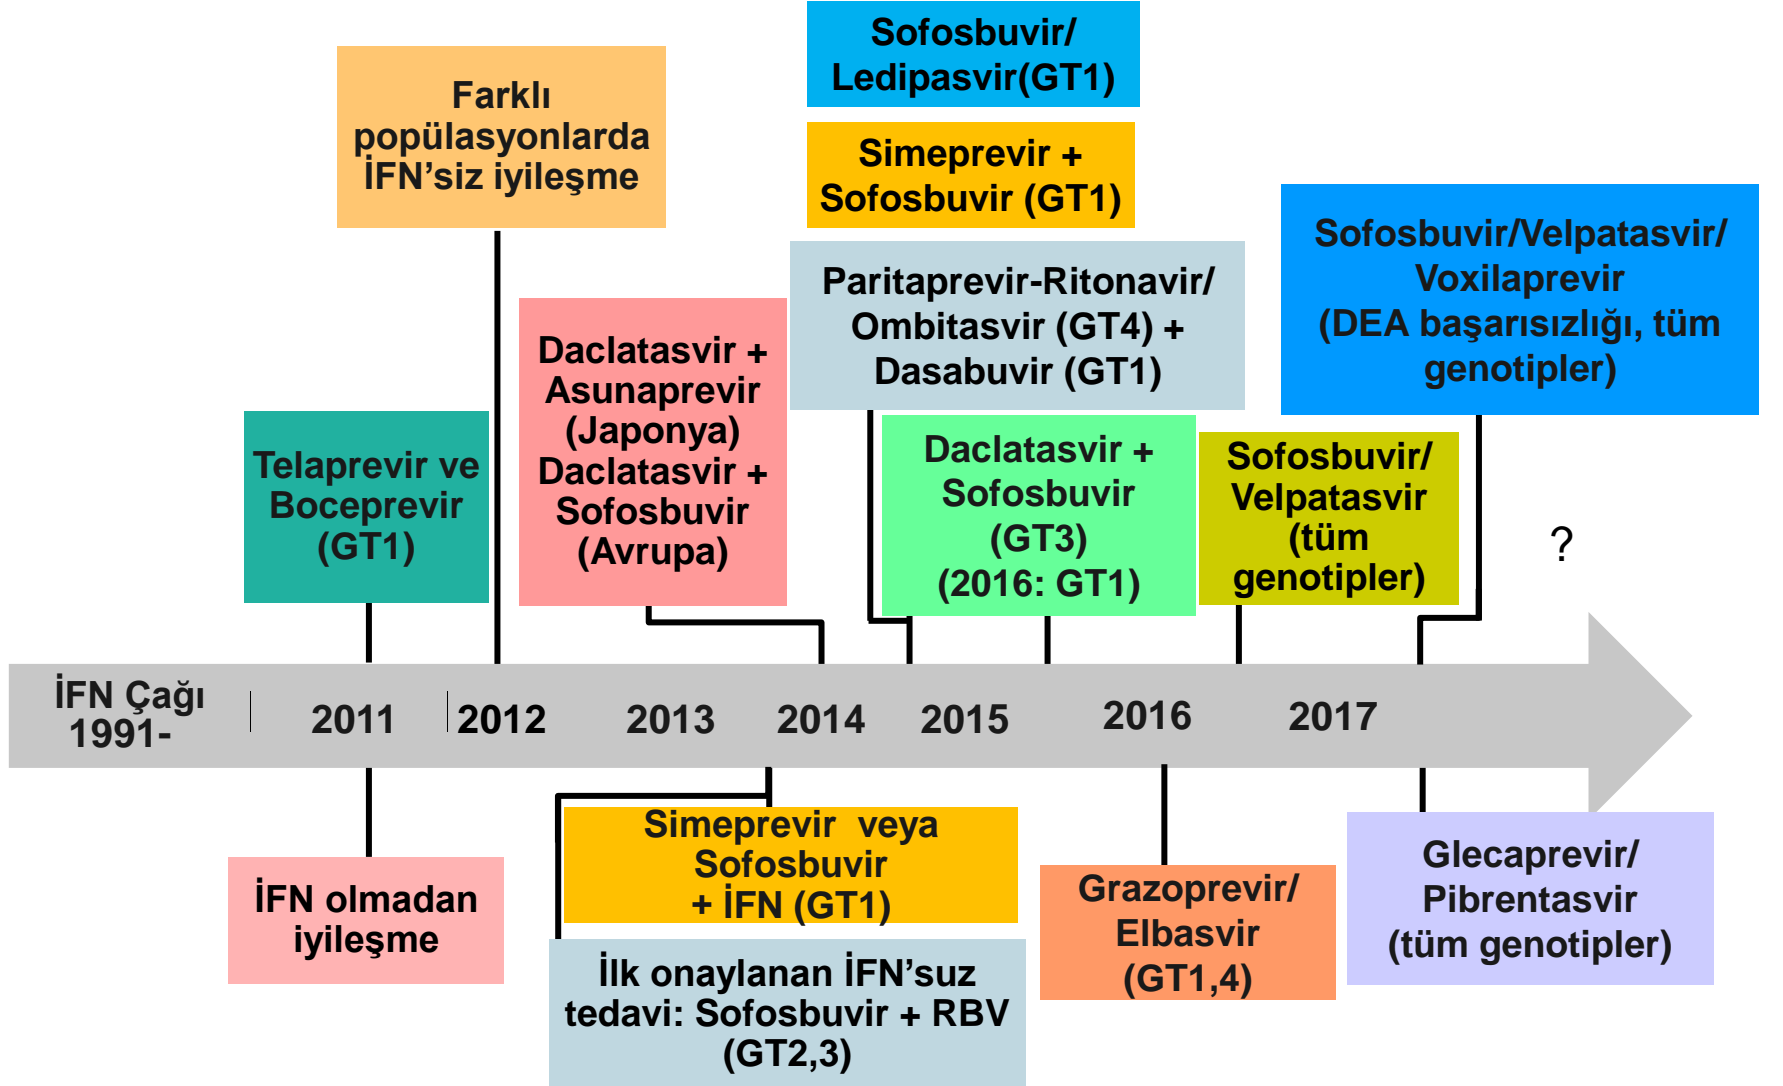 Sofosbuvir/
Ledipasvir(GT1)
Farklı
popülasyonlarda
İFN’siz iyileşme
Simeprevir +
Sofosbuvir (GT1)
Sofosbuvir/Velpatasvir/
Voxilaprevir
(DEA başarısızlığı, tüm
genotipler)
Paritaprevir-Ritonavir/
Ombitasvir (GT4) +
Dasabuvir (GT1)
Daclatasvir +
Asunaprevir
(Japonya)
Daclatasvir +
Sofosbuvir
(Avrupa)
Telaprevir ve
Boceprevir
(GT1)
Daclatasvir +
Sofosbuvir
(GT3)
(2016: GT1)
Sofosbuvir/
Velpatasvir
(tüm
genotipler)
?
İFN Çağı
1991-
2011
2012
2013
2014
2015
2016
2017
İFN olmadan
iyileşme
Simeprevir veya
Sofosbuvir
+ İFN (GT1)
İlk onaylanan İFN’suz
tedavi: Sofosbuvir + RBV
(GT2,3)
Grazoprevir/
Elbasvir
(GT1,4)
Glecaprevir/
Pibrentasvir
(tüm genotipler)